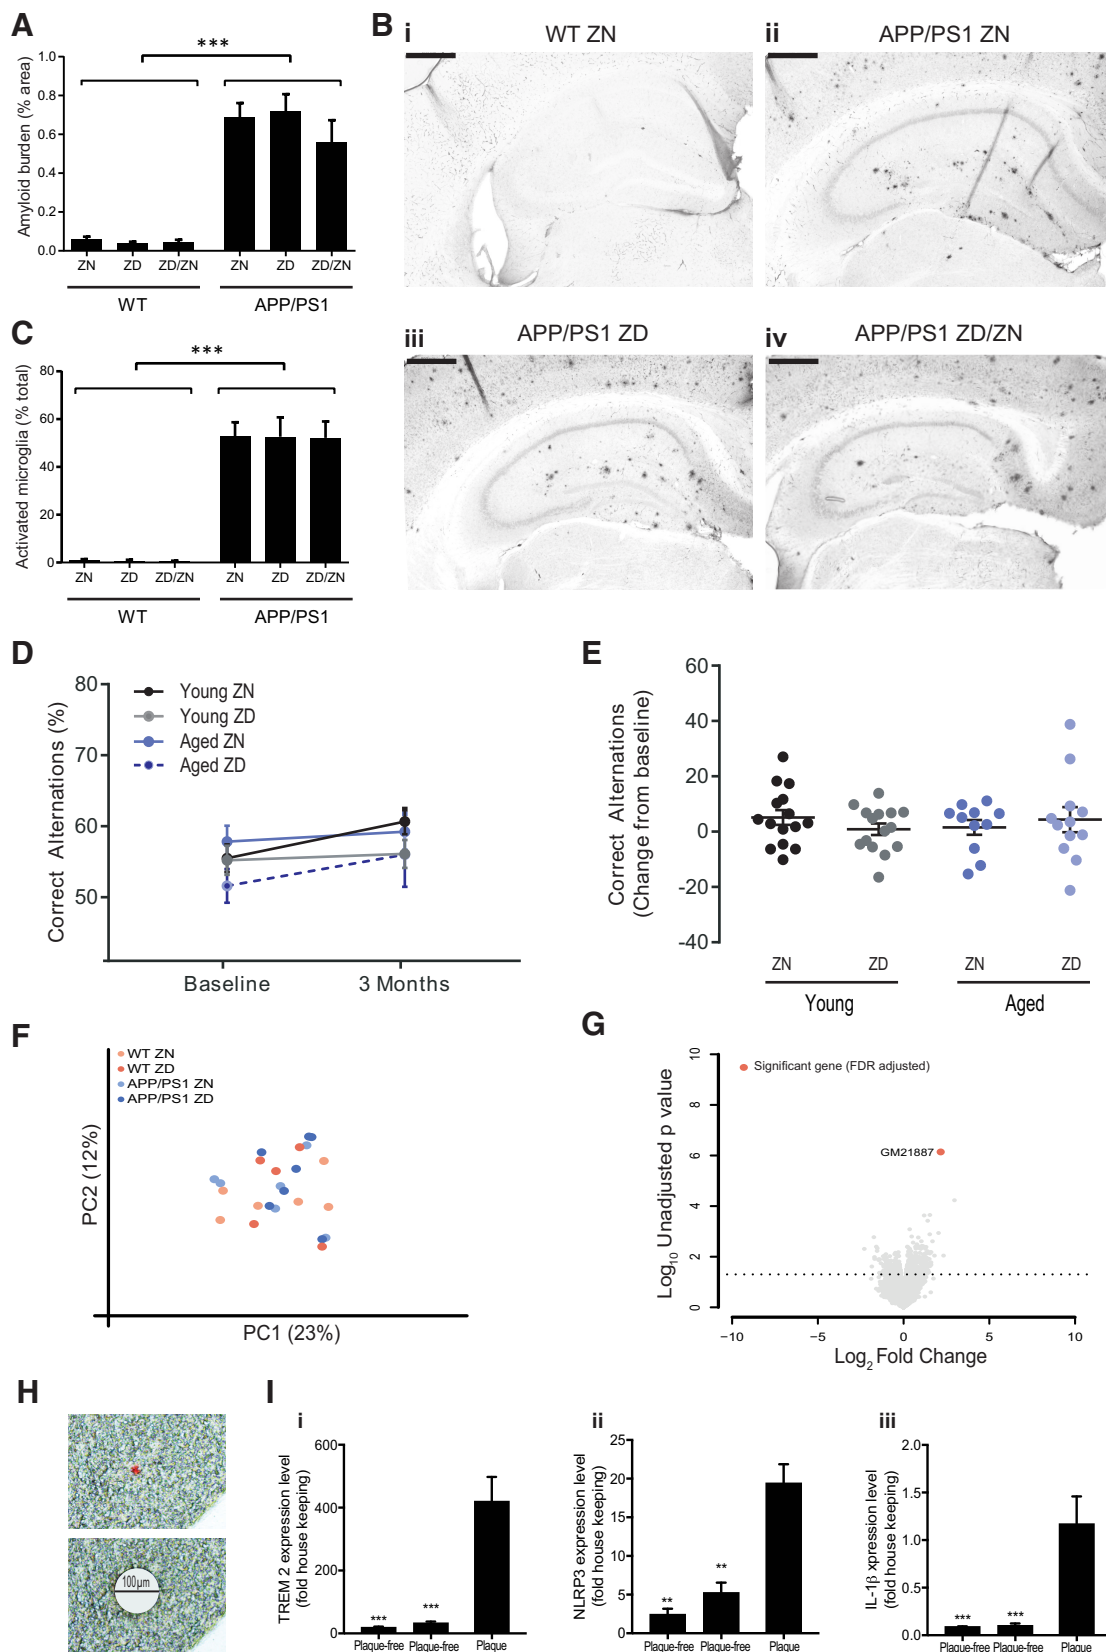 A
***
Amyloid burden (% area)
1.0
0.8
0.6
0.4
0.2
0.0
ZN ZD ZD/ZN ZN ZD ZD/ZN
WT APP/PS1
B
i WT ZN
ii APP/PS1 ZN
iii APP/PS1 ZD
iv APP/PS1 ZD/ZN
C
***
Activated microglia (% total)
80
60
40
20
0
ZN ZD ZD/ZN ZN ZD ZD/ZN
WT APP/PS1
D
Correct Alternations (%)
80
70
60
50
Young ZN
Young ZD
Aged ZN
Aged ZD
Baseline 3 Months
E
Correct Alternations
(Change from baseline)
60
40
20
0
-20
-40
ZN ZD ZN ZD
Young Aged
F
WT ZN
WT ZD
APP/PS1 ZN
APP/PS1 ZD
PC2 (12%)
PC1 (23%)
G
Log10 Unadjusted p value
10
8
6
4
2
0
Significant gene (FDR adjusted)
GM21887
−10 −5 0 5 10
Log2 Fold Change
H
100µm
I
i
TREM 2 expression level
(fold house keeping)
600
400
200
0
*** ***
Plaque-free Plaque-free Plaque
ii
NLRP3 expression level
(fold house keeping)
25
20
15
10
5
0
** **
Plaque-free Plaque-free Plaque
iii
IL-1β xpression level
(fold house keeping)
2.0
1.5
1.0
0.5
0.0
*** ***
Plaque-free Plaque-free Plaque